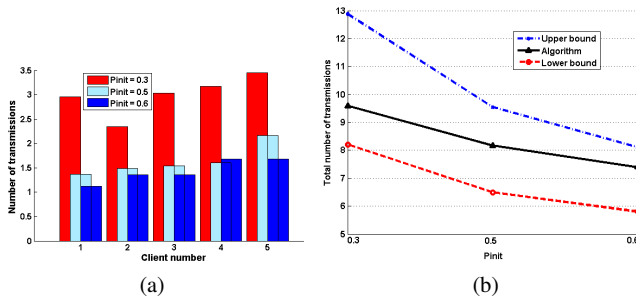 3.5
3
2.5
2
1.5
1
0.5
0
Number of transmissions
Pinit = 0.3
Pinit = 0.5
Pinit = 0.6
1 2 3 4 5
Client number
(a)
13
12
11
10
9
8
7
6
5
Total number of transmissions
Upper bound
Algorithm
Lower bound
0.3 0.5 0.6
Pinit
(b)